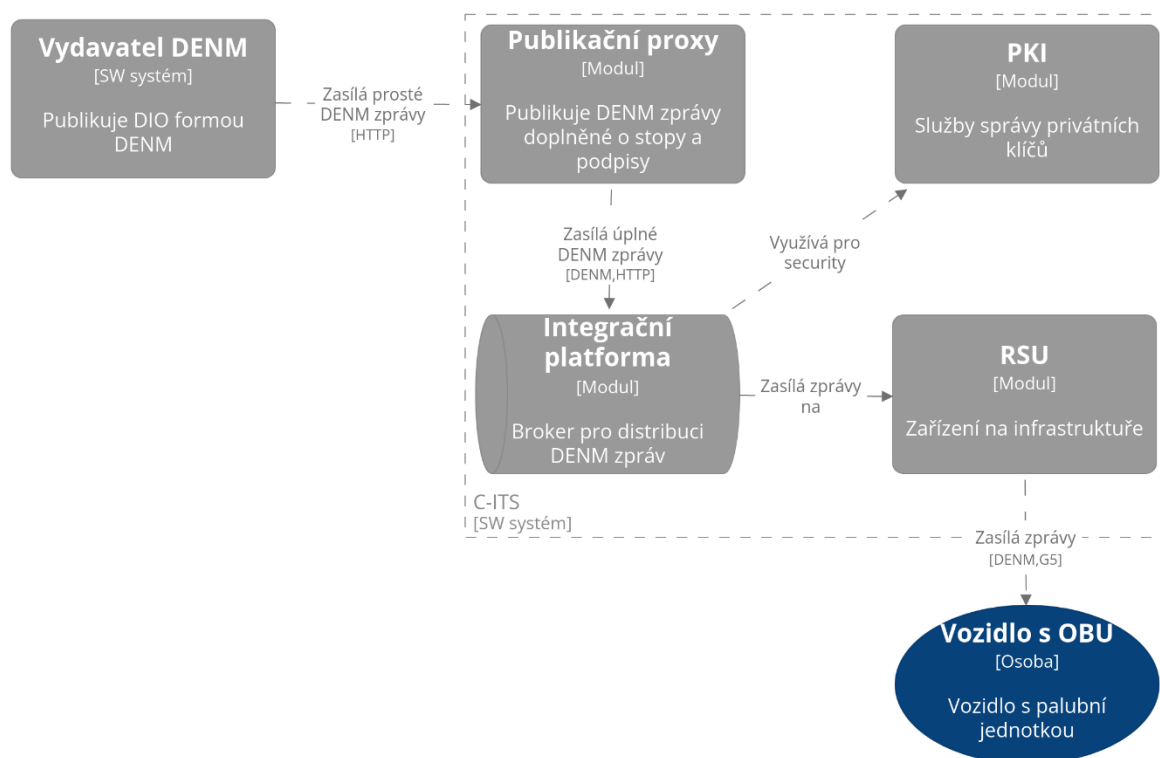 Vydavatel DENM
[SW systém]
Publikuje DIO formou
DENM
Zasílá prosté
DENM zprávy
[HTTP]
Publikační proxy
[Modul]
Publikuje DENM zprávy
doplněné o stopy a
podpisy
PKI
[Modul]
Služby správy privátních
klíčů
Zasílá úplné
DENM zprávy
[DENM,HTTP]
Využívá pro
security
Integrační
platforma
[Modul]
Broker pro distribuci
DENM zpráv
Zasílá zprávy
na
RSU
[Modul]
Zařízení na infrastruktuře
C-ITS
[SW systém]
Zasílá zprávy
[DENM,G5]
Vozidlo s OBU
[Osoba]
Vozidlo s palubní
jednotkou